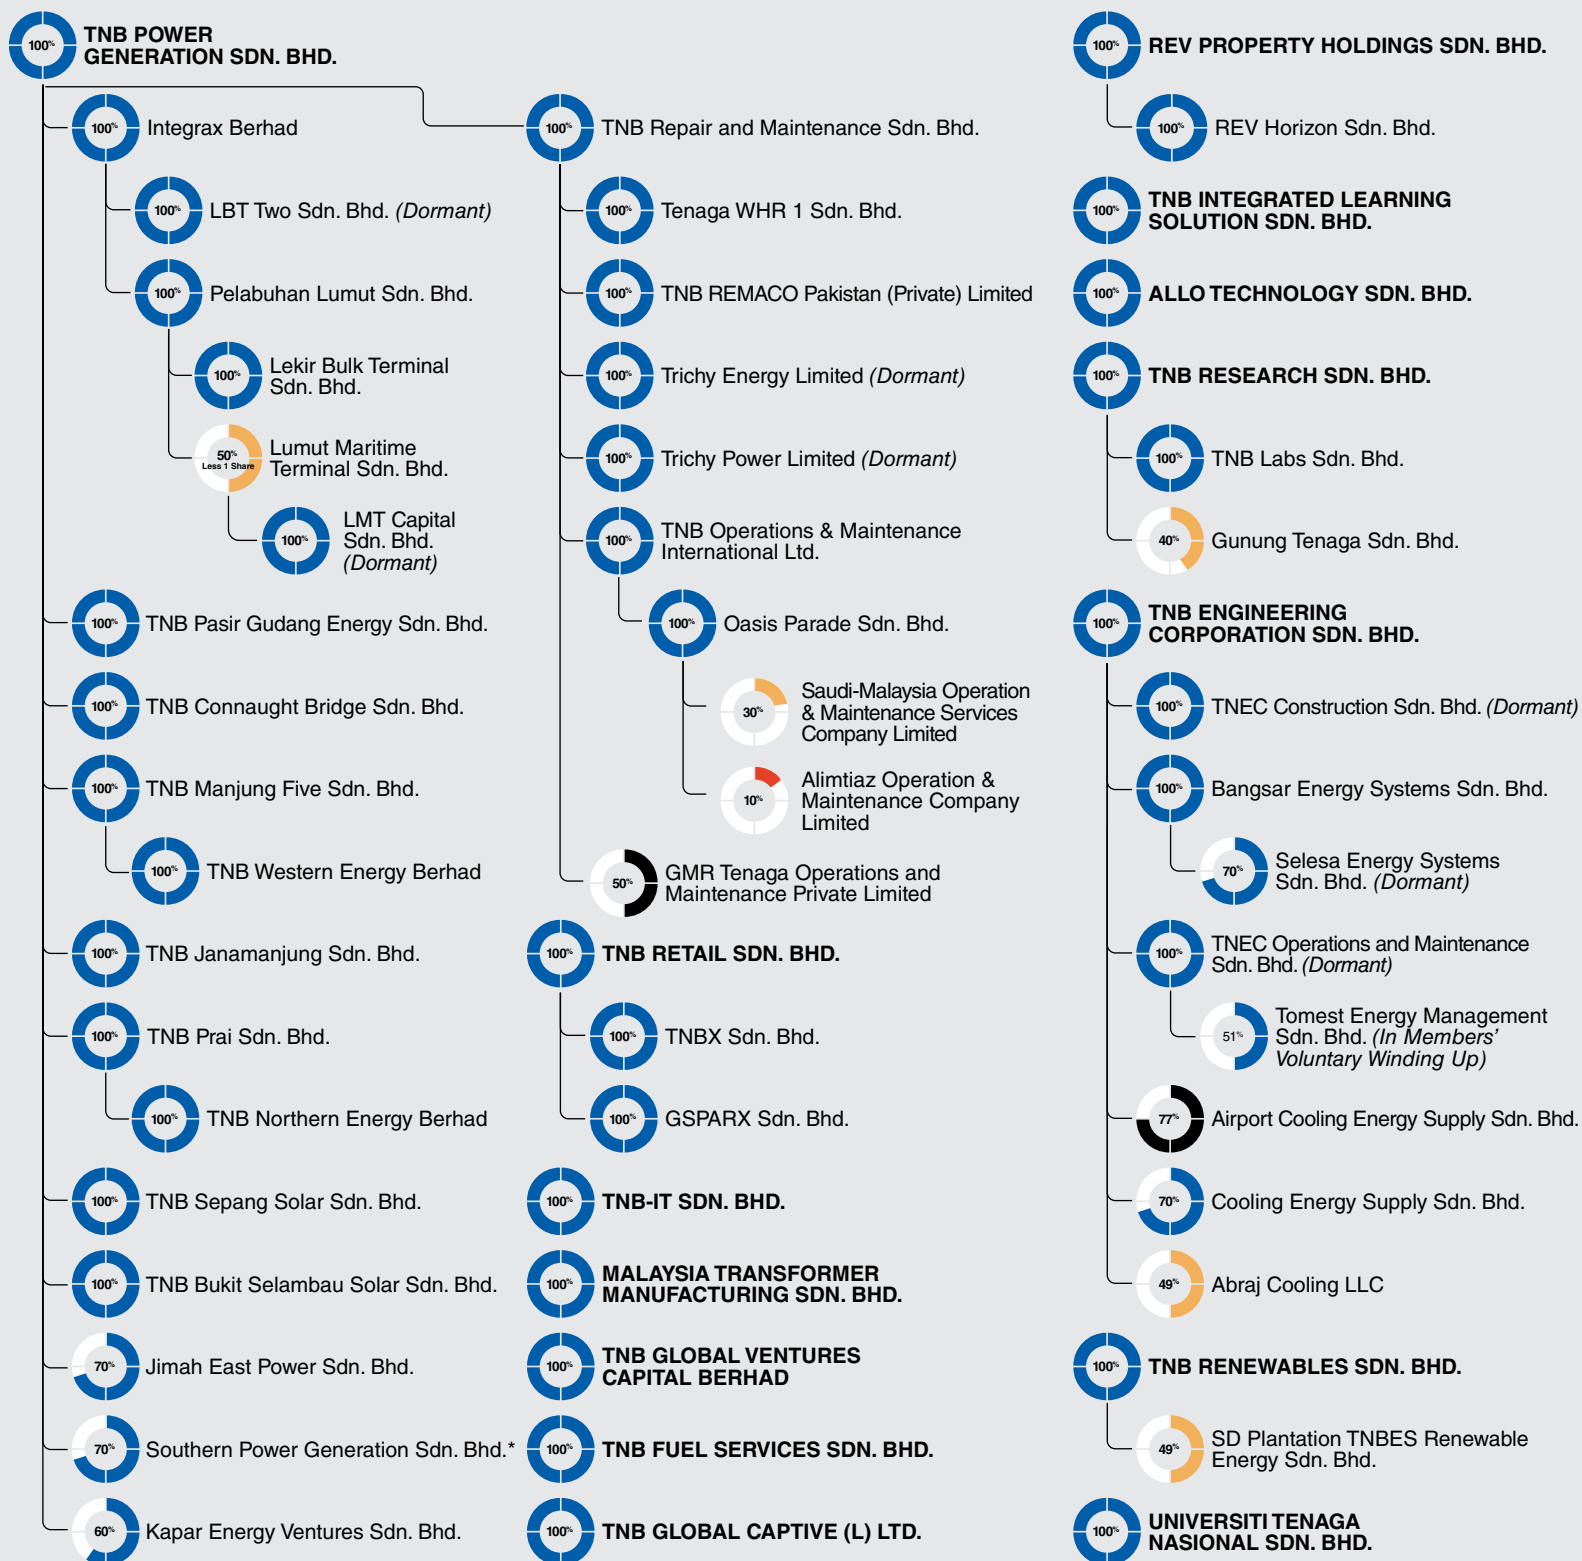 100%
TNB POWER
GENERATION SDN. BHD.
100%
Integrax Berhad
100%
LBT Two Sdn. Bhd. (Dormant)
100%
Pelabuhan Lumut Sdn. Bhd.
100%
Lekir Bulk Terminal
Sdn. Bhd.
50%
Less 1 Share
Lumut Maritime
Terminal Sdn. Bhd.
100%
LMT Capital
Sdn. Bhd.
(Dormant)
100%
TNB Pasir Gudang Energy Sdn. Bhd.
100%
TNB Connaught Bridge Sdn. Bhd.
100%
TNB Manjung Five Sdn. Bhd.
100%
TNB Western Energy Berhad
100%
TNB Janamanjung Sdn. Bhd.
100%
TNB Prai Sdn. Bhd.
100%
TNB Northern Energy Berhad
100%
TNB Sepang Solar Sdn. Bhd.
100%
TNB Bukit Selambau Solar Sdn. Bhd.
70%
Jimah East Power Sdn. Bhd.
70%
Southern Power Generation Sdn. Bhd.*
60%
Kapar Energy Ventures Sdn. Bhd.
100%
TNB Repair and Maintenance Sdn. Bhd.
100%
Tenaga WHR 1 Sdn. Bhd.
100%
TNB REMACO Pakistan (Private) Limited
100%
Trichy Energy Limited (Dormant)
100%
Trichy Power Limited (Dormant)
100%
TNB Operations & Maintenance
International Ltd.
100%
Oasis Parade Sdn. Bhd.
30%
Saudi-Malaysia Operation
& Maintenance Services
Company Limited
10%
Alimtiaz Operation &
Maintenance Company
Limited
50%
GMR Tenaga Operations and
Maintenance Private Limited
100%
TNB RETAIL SDN. BHD.
100%
TNBX Sdn. Bhd.
100%
GSPARX Sdn. Bhd.
100%
TNB-IT SDN. BHD.
100%
MALAYSIA TRANSFORMER
MANUFACTURING SDN. BHD.
100%
TNB GLOBAL VENTURES
CAPITAL BERHAD
100%
TNB FUEL SERVICES SDN. BHD.
100%
TNB GLOBAL CAPTIVE (L) LTD.
100%
REV PROPERTY HOLDINGS SDN. BHD.
100%
REV Horizon Sdn. Bhd.
100%
TNB INTEGRATED LEARNING
SOLUTION SDN. BHD.
100%
ALLO TECHNOLOGY SDN. BHD.
100%
TNB RESEARCH SDN. BHD.
100%
TNB Labs Sdn. Bhd.
40%
Gunung Tenaga Sdn. Bhd.
100%
TNB ENGINEERING
CORPORATION SDN. BHD.
100%
TNEC Construction Sdn. Bhd. (Dormant)
100%
Bangsar Energy Systems Sdn. Bhd.
70%
Selesa Energy Systems
Sdn. Bhd. (Dormant)
100%
TNEC Operations and Maintenance
Sdn. Bhd. (Dormant)
51%
Tomest Energy Management
Sdn. Bhd. (In Members'
Voluntary Winding Up)
77%
Airport Cooling Energy Supply Sdn. Bhd.
70%
Cooling Energy Supply Sdn. Bhd.
49%
Abraj Cooling LLC
100%
TNB RENEWABLES SDN. BHD.
49%
SD Plantation TNBES Renewable
Energy Sdn. Bhd.
100%
UNIVERSITI TENAGA
NASIONAL SDN. BHD.